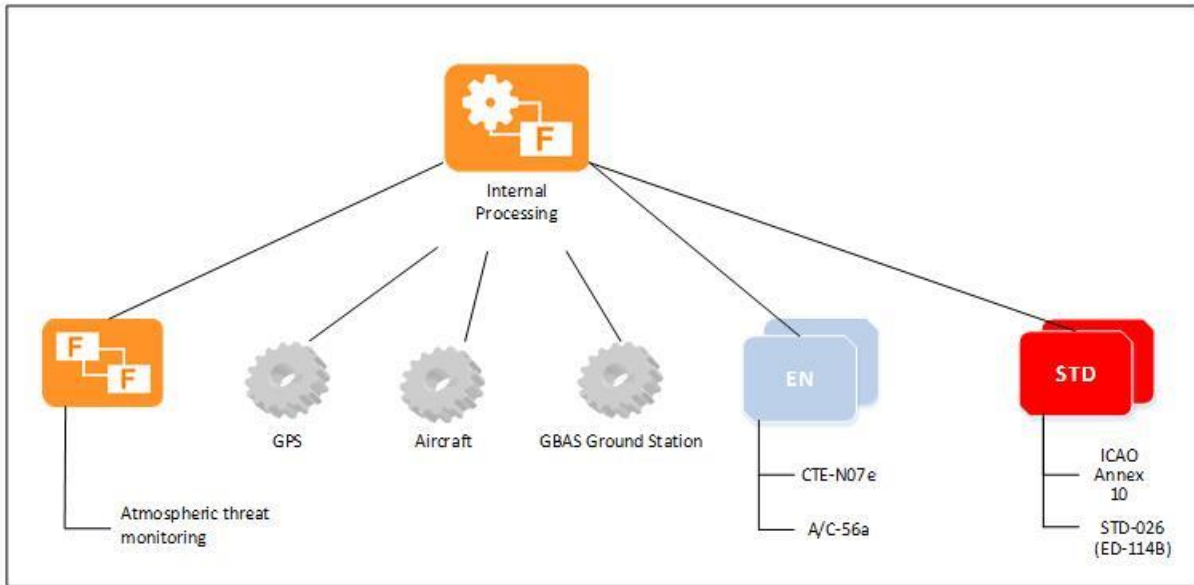 F
Internal
Processing
F
F
EN
STD
GPS
Aircraft
GBAS Ground Station
CTE-N07e
ICAO
Annex
10
Atmospheric threat
monitoring
A/C-56a
STD-026
(ED-114B)